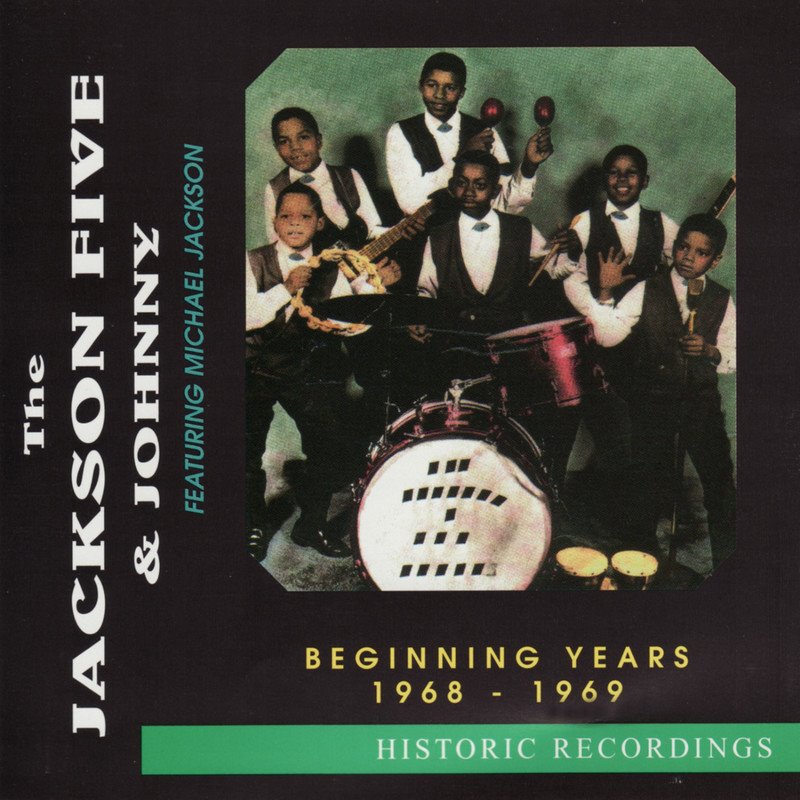 The
JACKSON FIVE
& JOHNNY
FEATURING MICHAEL JACKSON
BEGINNING YEARS
1968 - 1969
HISTORIC RECORDINGS